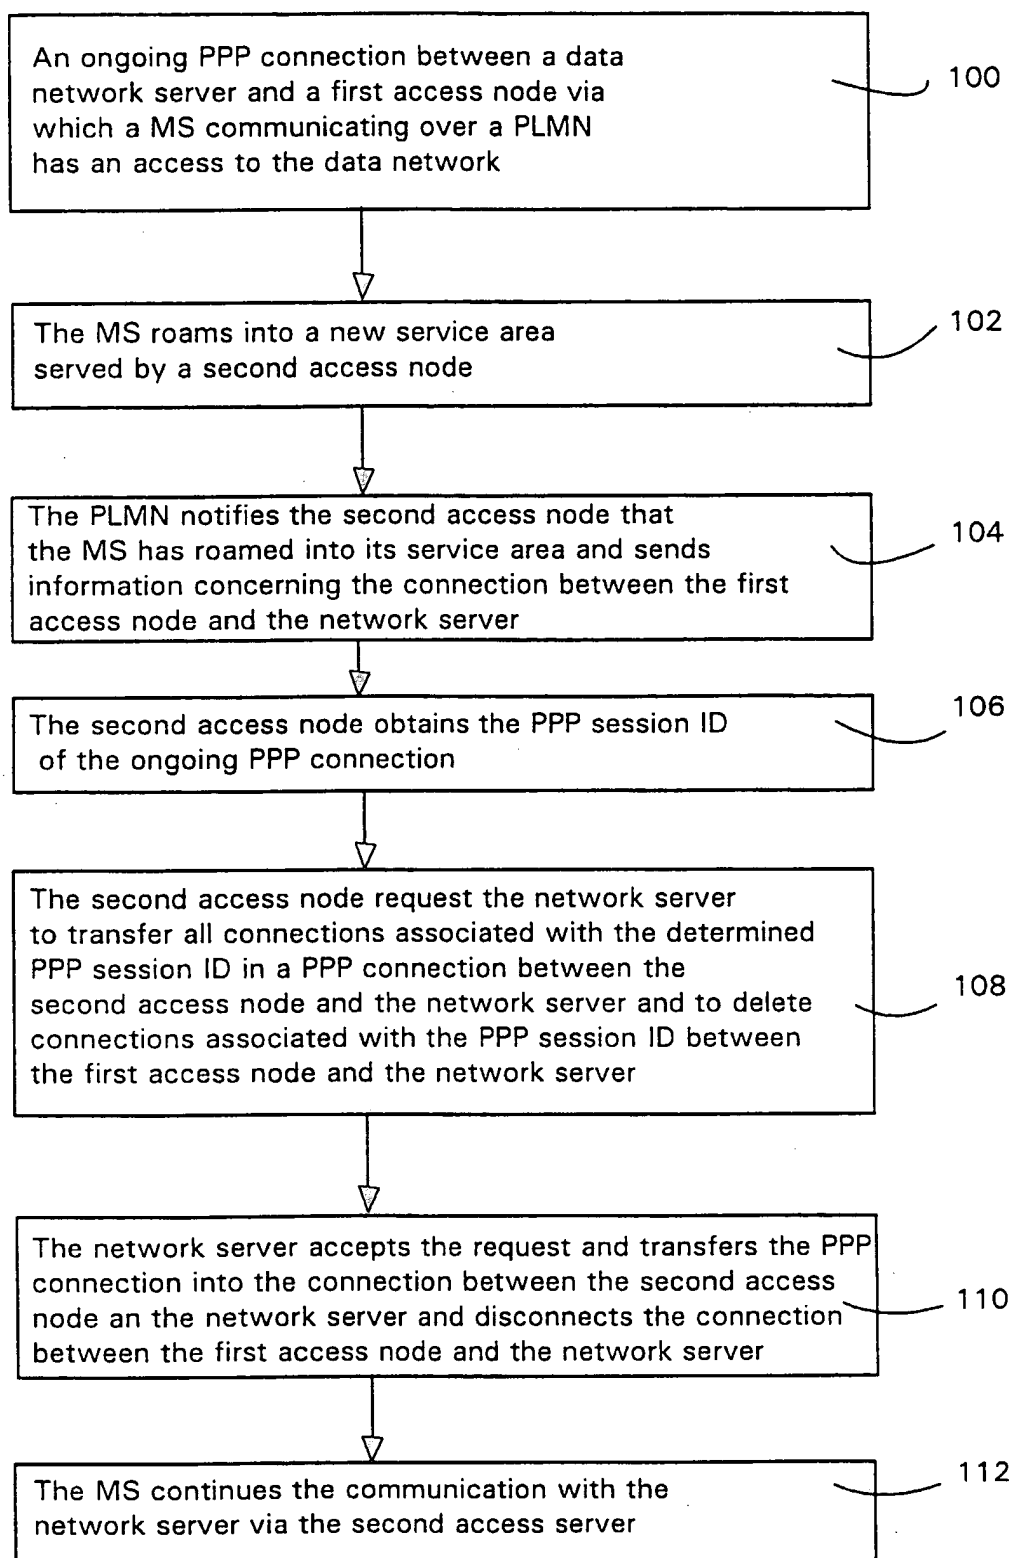 An ongoing PPP connection between a data
network server and a first access node via
which a MS communicating over a PLMN
has an access to the data network
100
The MS roams into a new service area
served by a second access node
102
The PLMN notifies the second access node that
the MS has roamed into its service area and sends
information concerning the connection between the first
access node and the network server
104
The second access node obtains the PPP session ID
of the ongoing PPP connection
106
The second access node request the network server
to transfer all connections associated with the determined
PPP session ID in a PPP connection between the
second access node and the network server and to delete
connections associated with the PPP session ID between
the first access node and the network server
108
The network server accepts the request and transfers the PPP
connection into the connection between the second access
node an the network server and disconnects the connection
between the first access node and the network server
110
The MS continues the communication with the
network server via the second access server
112